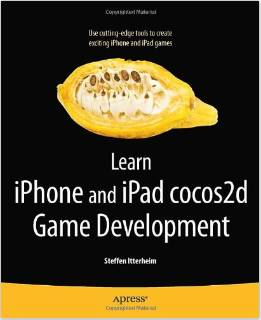 Use cutting-edge tools to create
exciting iPhone and iPad games
Learn
iPhone and iPad cocos2d
Game Development
Steffen Itterheim
Apress®